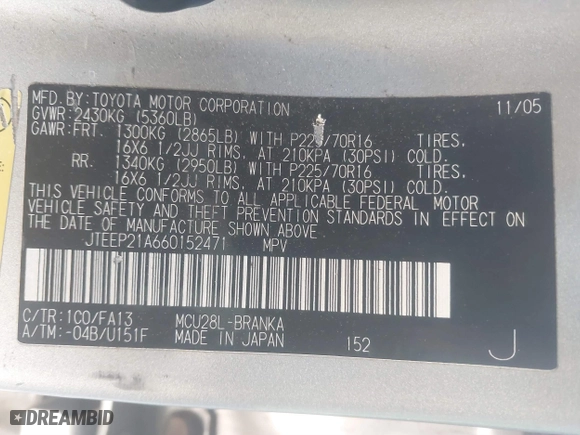 MFD.BY:TOYOTA MOTOR CORPORATION 11/05
GVWR:2430KG (5360LB)
GAWR:FRT. 1300KG (2865LB) WITH P225/70R16 TIRES,
16X6 1/2JJ RIMS, AT 210KPA (30PSI) COLD.
RR. 1340KG (2950LB) WITH P225/70R16 TIRES,
16X6 1/2JJ RIMS, AT 210KPA (30PSI) COLD.
THIS VEHICLE CONFORMS TO ALL APPLICABLE FEDERAL MOTOR
VEHICLE SAFETY AND THEFT PREVENTION STANDARDS IN EFFECT ON
THE DATE OF MANUFACTURE SHOWN ABOVE.
JTEEP21A660152471 MPV
C/TR:1C0/FA13 MCU28L-BRANKA
A/TM:-04B/U151F MADE IN JAPAN 152 J
DREAMBID